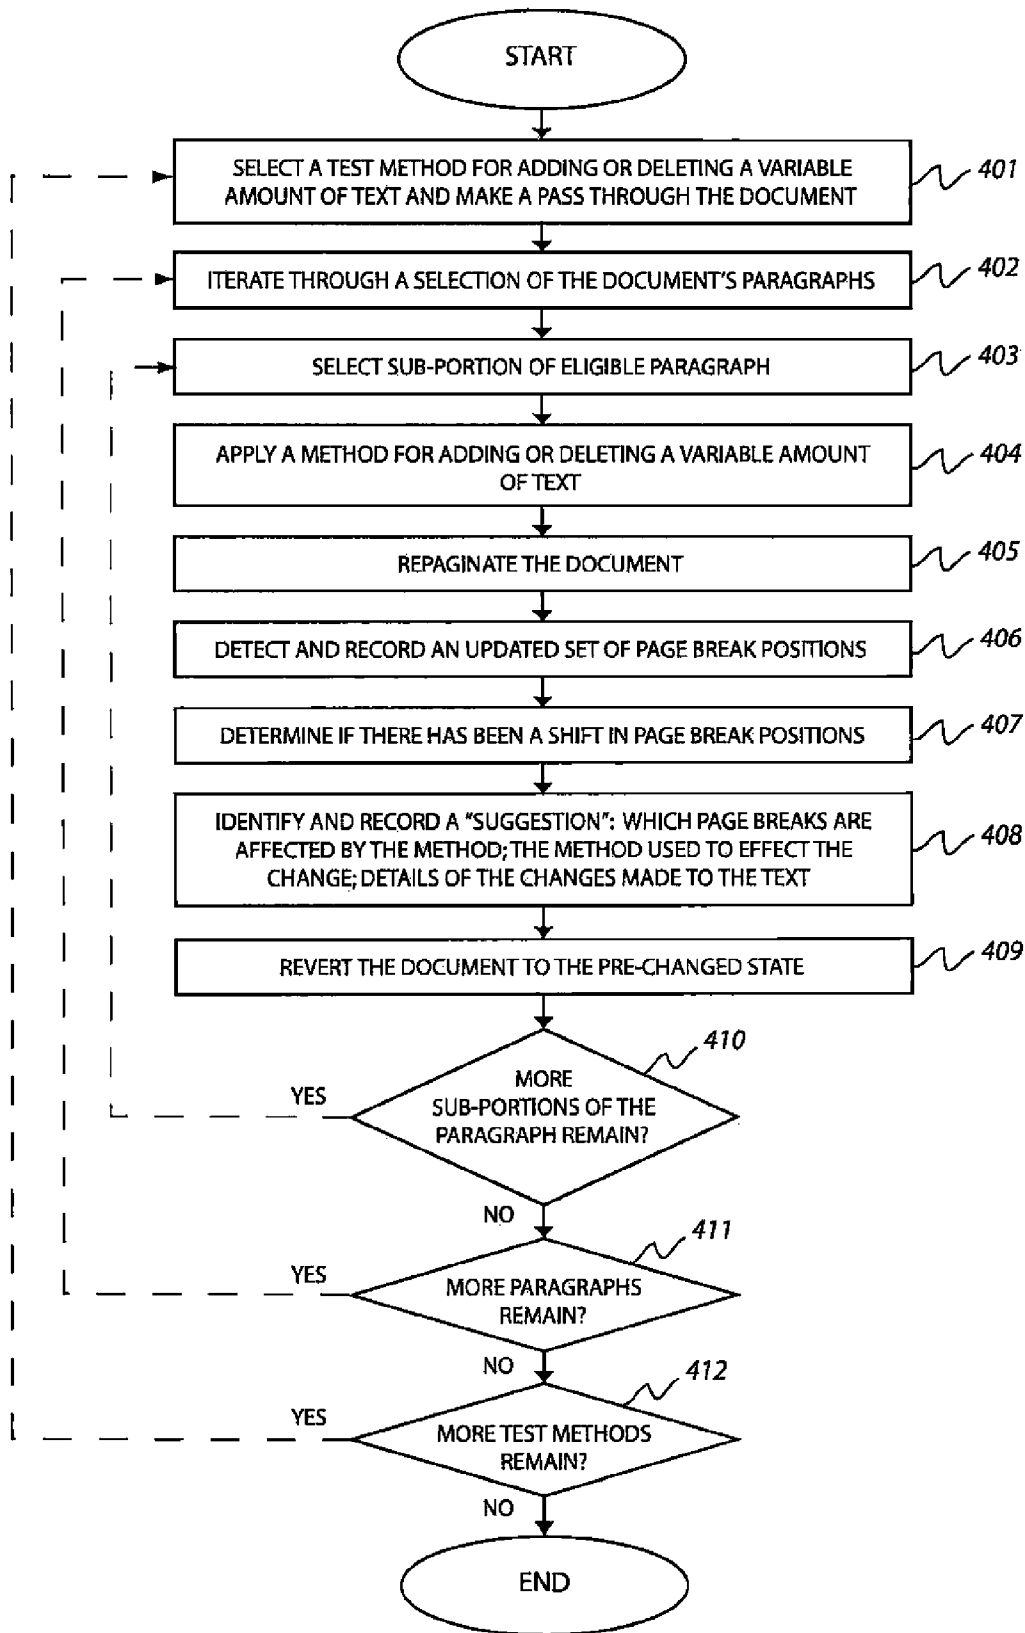 START
SELECT A TEST METHOD FOR ADDING OR DELETING A VARIABLE
AMOUNT OF TEXT AND MAKE A PASS THROUGH THE DOCUMENT
401
ITERATE THROUGH A SELECTION OF THE DOCUMENT'S PARAGRAPHS
402
SELECT SUB-PORTION OF ELIGIBLE PARAGRAPH
403
APPLY A METHOD FOR ADDING OR DELETING A VARIABLE AMOUNT
OF TEXT
404
REPAGINATE THE DOCUMENT
405
DETECT AND RECORD AN UPDATED SET OF PAGE BREAK POSITIONS
406
DETERMINE IF THERE HAS BEEN A SHIFT IN PAGE BREAK POSITIONS
407
IDENTIFY AND RECORD A "SUGGESTION": WHICH PAGE BREAKS ARE
AFFECTED BY THE METHOD; THE METHOD USED TO EFFECT THE
CHANGE; DETAILS OF THE CHANGES MADE TO THE TEXT
408
REVERT THE DOCUMENT TO THE PRE-CHANGED STATE
409
410
YES
MORE
SUB-PORTIONS OF THE
PARAGRAPH REMAIN?
NO
411
YES
MORE PARAGRAPHS
REMAIN?
NO
412
YES
MORE TEST METHODS
REMAIN?
NO
END